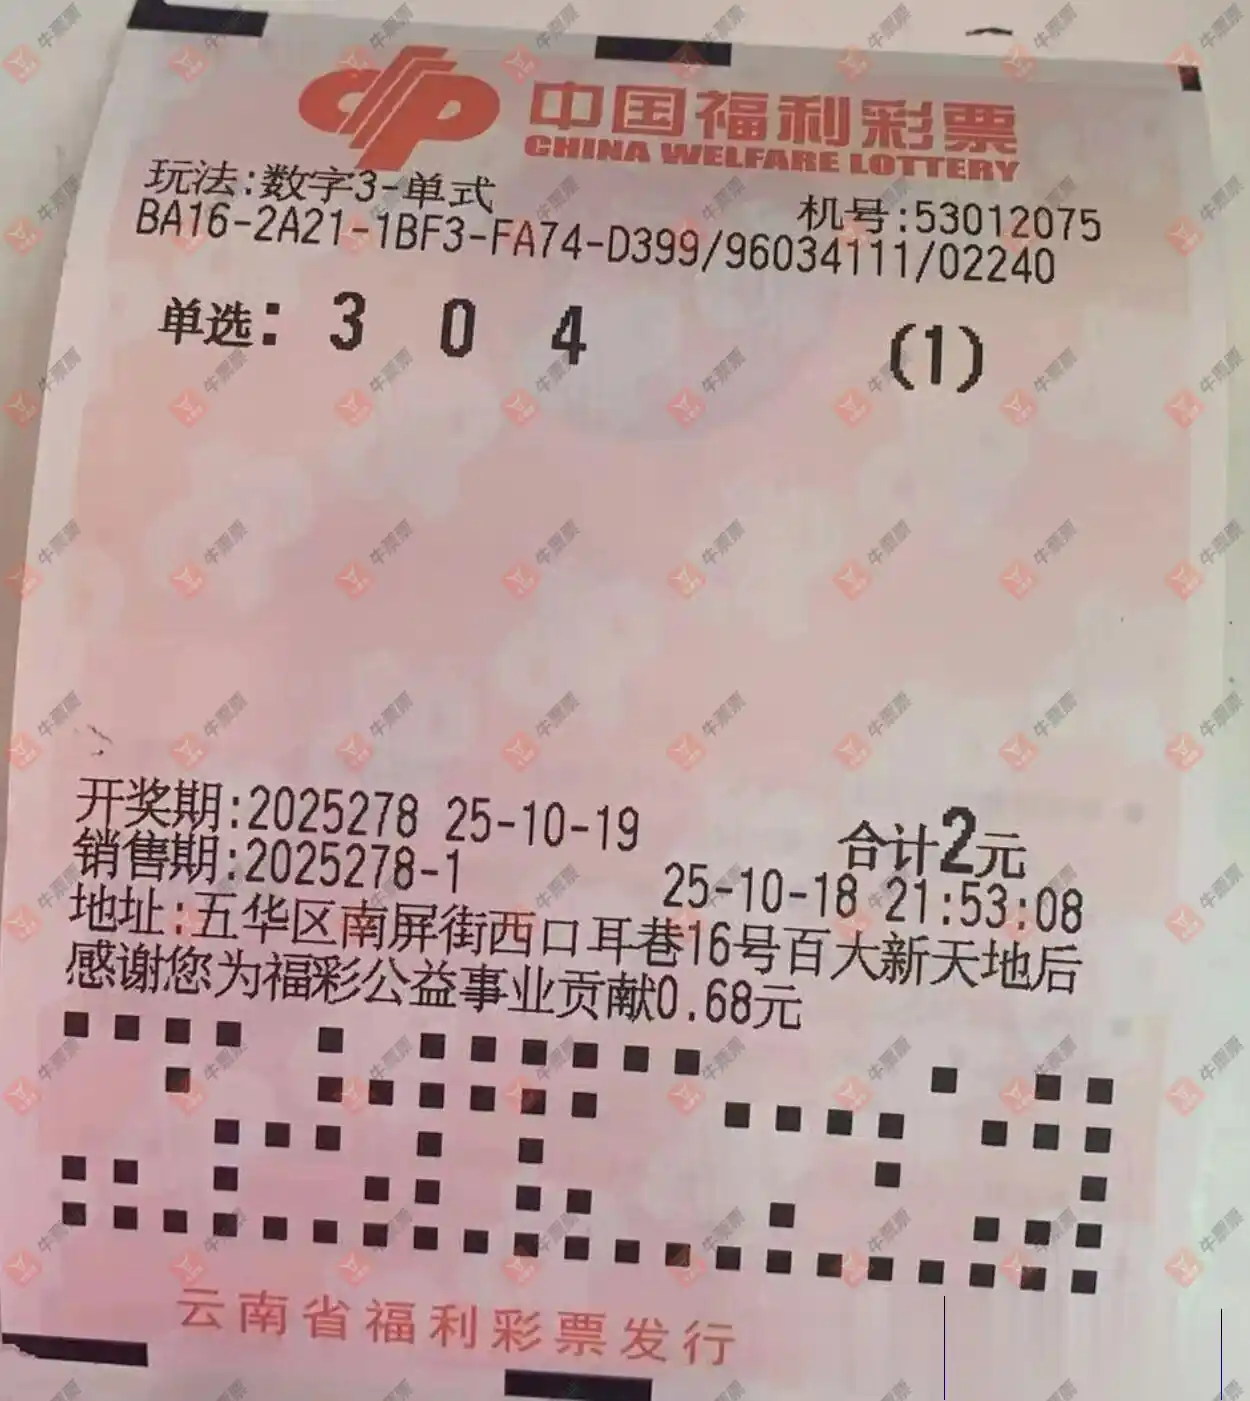 中国福利彩票
CHINA WELFARE LOTTERY
玩法:数字3-单式
机号:53012075
BA16-2A21-1BF3-FA74-D399/96034111/02240
单选: 3 0 4 (1)
开奖期:2025278 25-10-19
合计2元
销售期:2025278-1
25-10-18 21:53:08
地址:五华区南屏街西口耳巷16号百大新天地后
感谢您为福彩公益事业贡献0.68元
云南省福利彩票发行
牛票票